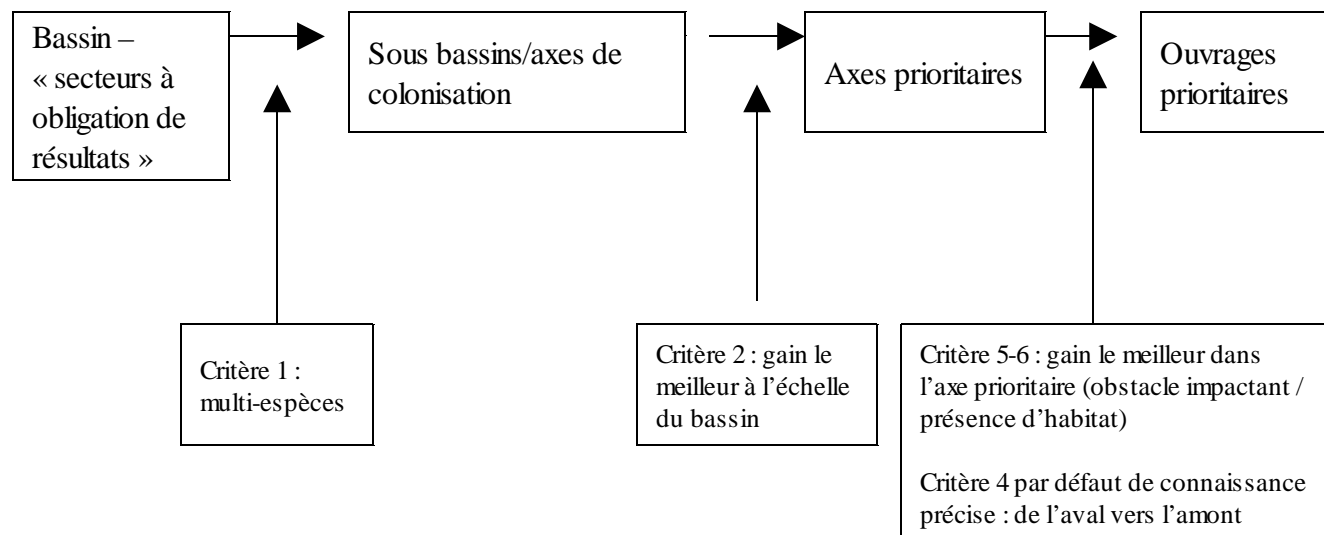 Bassin –
« secteurs à
obligation de
résultats »
Sous bassins/axes de
colonisation
Axes prioritaires
Ouvrages
prioritaires
Critère 1 :
multi-espèces
Critère 2 : gain le
meilleur à l’échelle
du bassin
Critère 5-6 : gain le meilleur dans
l’axe prioritaire (obstacle impactant /
présence d’habitat)
Critère 4 par défaut de connaissance
précise : de l’aval vers l’amont